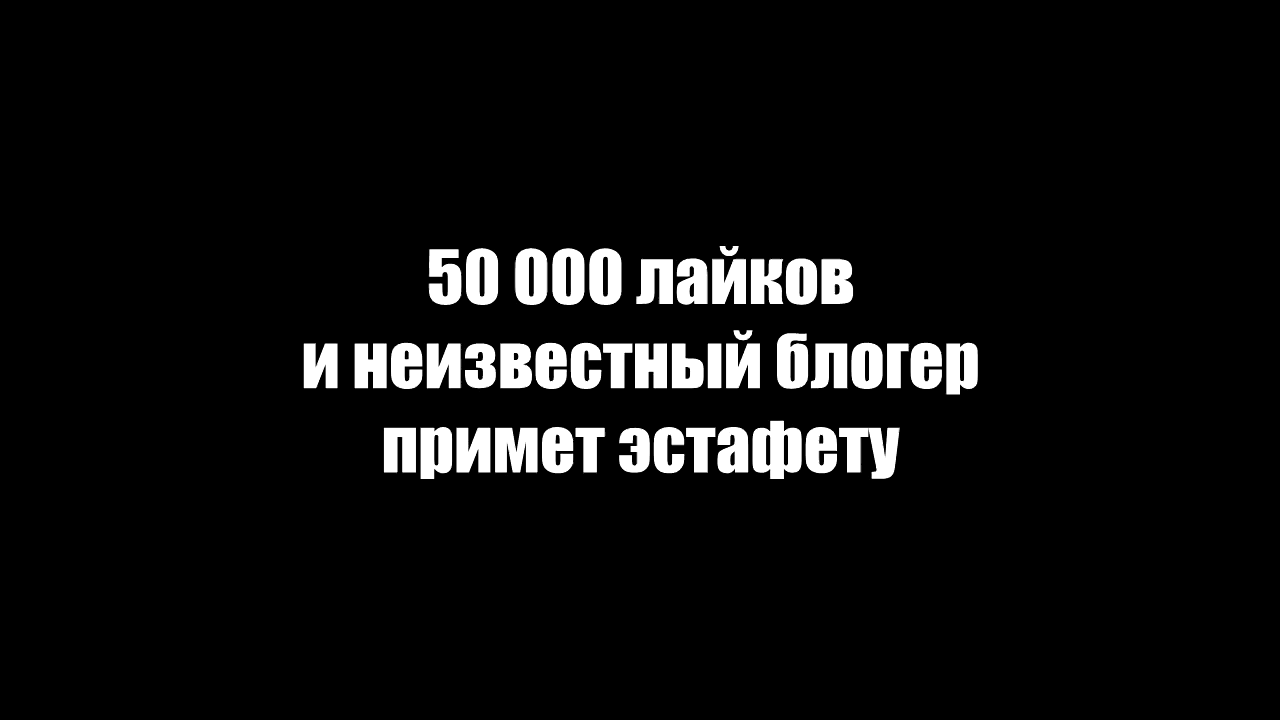 50 000 лайков
и неизвестный блогер
примет эстафету